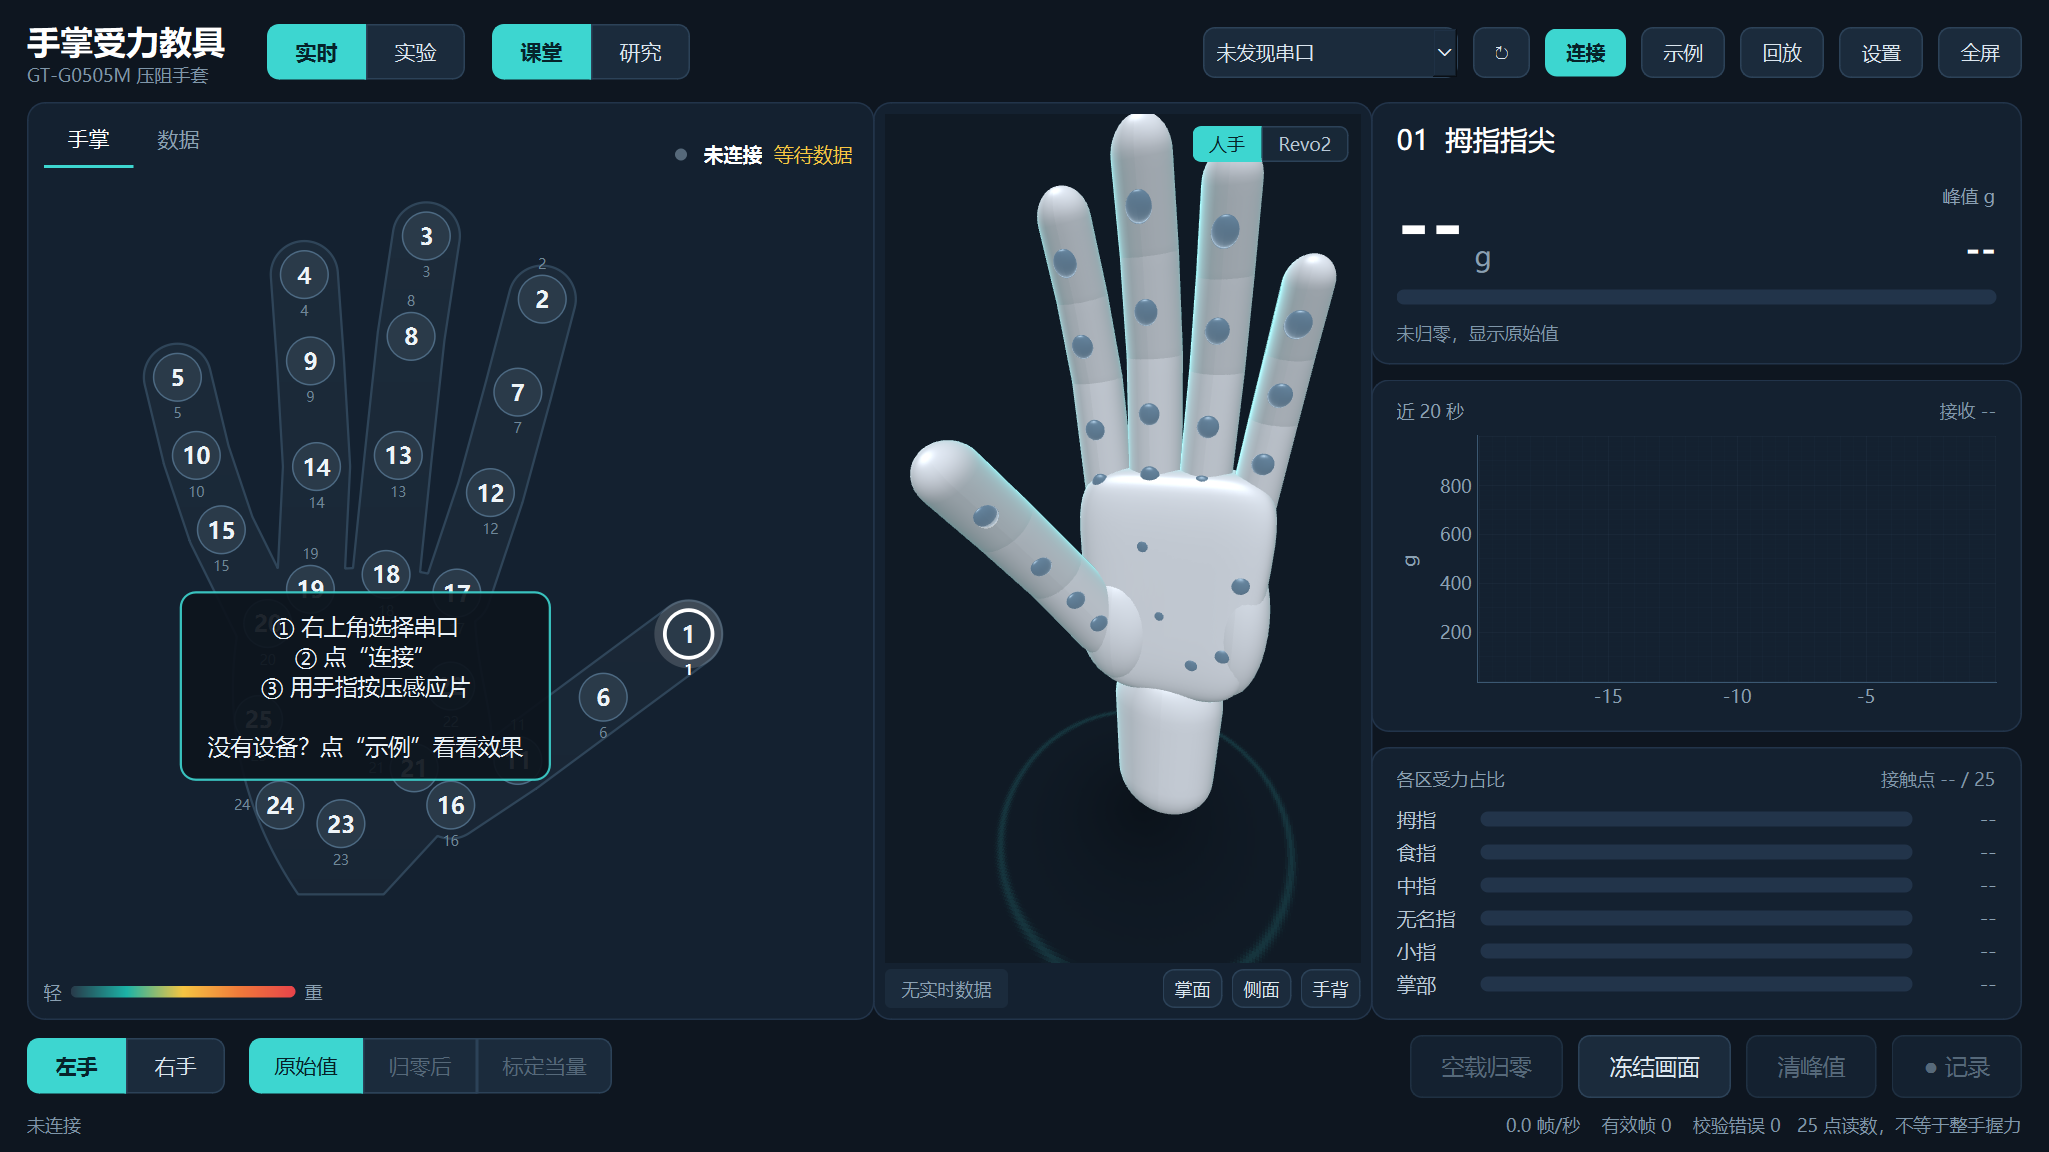 手掌受力教具
GT-G0505M 压阻手套
实时 实验 课堂 研究
未发现串口 ↻ 连接 示例 回放 设置 全屏
手掌 数据
未连接 等待数据
3
3
4
4
2
2
8
8
9
9
5
5
7
7
10
10
13
13
14
14
12
12
15
15
19
19
18
17
① 右上角选择串口
② 点“连接”
③ 用手指按压感应片
没有设备？点“示例”看看效果
1
1
6
6
20
25
22
21
11
24
24
23
23
16
16
轻 重
人手 Revo2
无实时数据 掌面 侧面 手背
01 拇指指尖
峰值 g
-- g
--
未归零，显示原始值
近 20 秒 接收 --
800
600
400
200
g
-15 -10 -5
各区受力占比 接触点 -- / 25
拇指 --
食指 --
中指 --
无名指 --
小指 --
掌部 --
左手 右手 原始值 归零后 标定当量
空载归零 冻结画面 清峰值 ● 记录
未连接
0.0 帧/秒 有效帧 0 校验错误 0 25 点读数，不等于整手握力